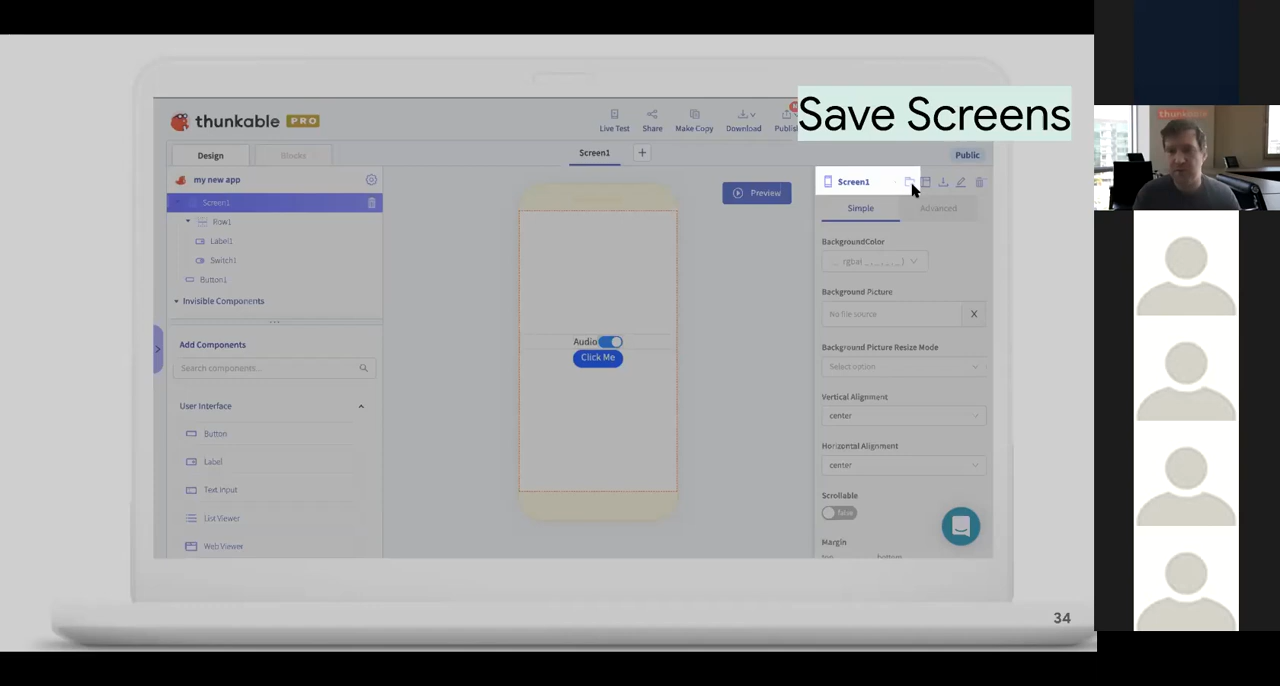 Save Screens
thunkable PRO
Live Test
Share
Make Copy
Download
Publish
Design
Blocks
Screen1
+
Public
my new app
Screen1
Row1
Label1
Switch1
Button1
Invisible Components
Add Components
Search components...
User Interface
Button
Label
Text Input
List Viewer
Web Viewer
Preview
Audio
Click Me
Screen1
Simple
Advanced
BackgroundColor
Background Picture
No file source
X
Background Picture Resize Mode
Select option
Vertical Alignment
center
Horizontal Alignment
center
Scrollable
false
Margin
34
thunkable